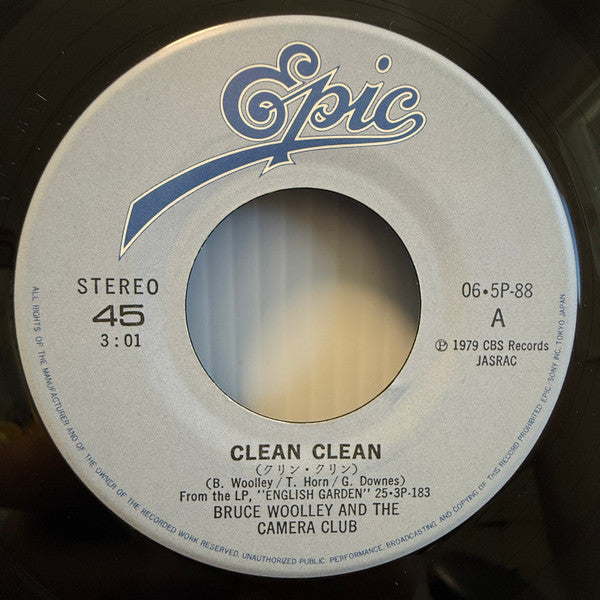 Epic
STEREO
45
3:01
06・5P-88
A
Ⓟ 1979 CBS Records
JASRAC
CLEAN CLEAN
(クリン・クリン)
(B. Woolley/T. Horn/G. Downes)
From the LP, "ENGLISH GARDEN" 25・3P-183
BRUCE WOOLLEY AND THE
CAMERA CLUB
ALL RIGHTS OF THE MANUFACTURER AND OF THE OWNER OF THE RECORDED WORK RESERVED. UNAUTHORIZED PUBLIC PERFORMANCE, BROADCASTING AND COPYING OF THIS RECORD PROHIBITED EPIC/SONY INC. TOKYO JAPAN